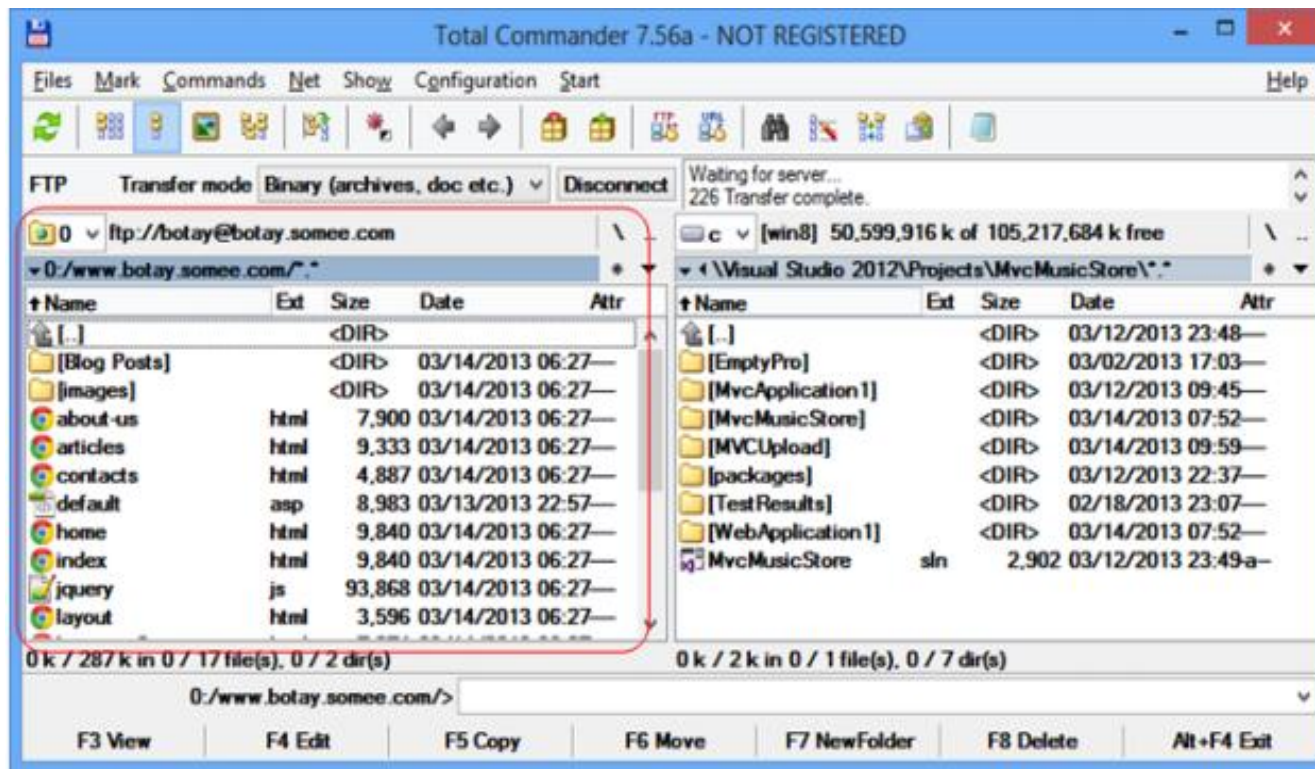 Total Commander 7.56a - NOT REGISTERED
Files Mark Commands Net Show Configuration Start Help
FTP URL
FTP Transfer mode Binary (archives, doc etc.) Disconnect
Waiting for server...
226 Transfer complete.
0 ftp://botay@botay.somee.com \ ..
0:/www.botay.somee.com/*.* * 
Name Ext Size Date Attr
[..] <DIR>
[Blog Posts] <DIR> 03/14/2013 06:27----
[images] <DIR> 03/14/2013 06:27----
about-us html 7,900 03/14/2013 06:27----
articles html 9,333 03/14/2013 06:27----
contacts html 4,887 03/14/2013 06:27----
default asp 8,983 03/13/2013 22:57----
home html 9,840 03/14/2013 06:27----
index html 9,840 03/14/2013 06:27----
jquery js 93,868 03/14/2013 06:27----
layout html 3,596 03/14/2013 06:27----
0 k / 287 k in 0 / 17 file(s), 0 / 2 dir(s)
c [win8] 50,599,916 k of 105,217,684 k free \ ..
\Visual Studio 2012\Projects\MvcMusicStore\*.* *
Name Ext Size Date Attr
[..] <DIR> 03/12/2013 23:48----
[EmptyPro] <DIR> 03/02/2013 17:03----
[MvcApplication1] <DIR> 03/12/2013 09:45----
[MvcMusicStore] <DIR> 03/14/2013 07:52----
[MVCUpload] <DIR> 03/14/2013 09:59----
[packages] <DIR> 03/12/2013 22:37----
[TestResults] <DIR> 02/18/2013 23:07----
[WebApplication1] <DIR> 03/14/2013 07:52----
MvcMusicStore sln 2,902 03/12/2013 23:49-a--
0 k / 2 k in 0 / 1 file(s), 0 / 7 dir(s)
0:/www.botay.somee.com/>
F3 View F4 Edit F5 Copy F6 Move F7 NewFolder F8 Delete Alt+F4 Exit